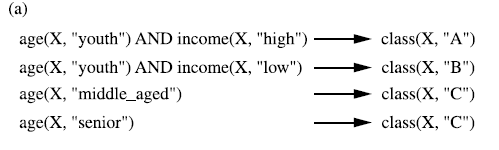 (a)
age(X, "youth") AND income(X, "high") class(X, "A")
age(X, "youth") AND income(X, "low") class(X, "B")
age(X, "middle_aged") class(X, "C")
age(X, "senior") class(X, "C")